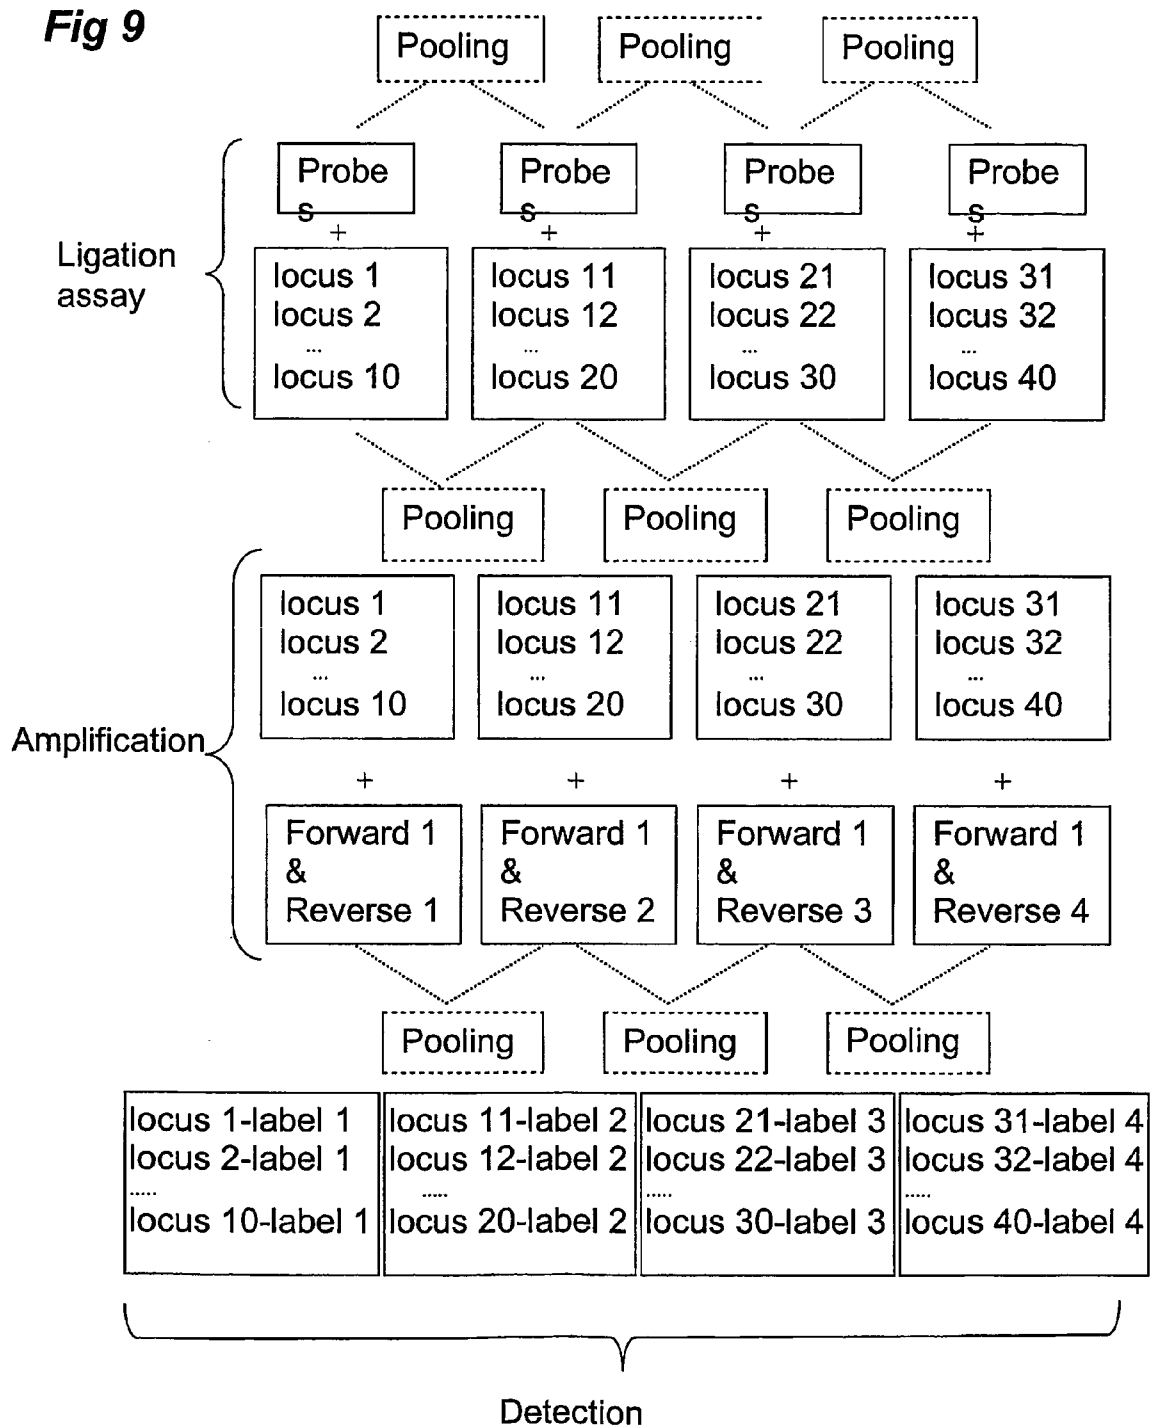 Fig 9
Pooling Pooling Pooling
Probe Probe Probe Probe
s s s s
+ + + +
Ligation
assay
locus 1 locus 11 locus 21 locus 31
locus 2 locus 12 locus 22 locus 32
... ... ... ...
locus 10 locus 20 locus 30 locus 40
Pooling Pooling Pooling
locus 1 locus 11 locus 21 locus 31
locus 2 locus 12 locus 22 locus 32
... ... ... ...
locus 10 locus 20 locus 30 locus 40
Amplification
+ + + +
Forward 1 Forward 1 Forward 1 Forward 1
& & & &
Reverse 1 Reverse 2 Reverse 3 Reverse 4
Pooling Pooling Pooling
locus 1-label 1 locus 11-label 2 locus 21-label 3 locus 31-label 4
locus 2-label 1 locus 12-label 2 locus 22-label 3 locus 32-label 4
..... ..... ..... .....
locus 10-label 1 locus 20-label 2 locus 30-label 3 locus 40-label 4
Detection